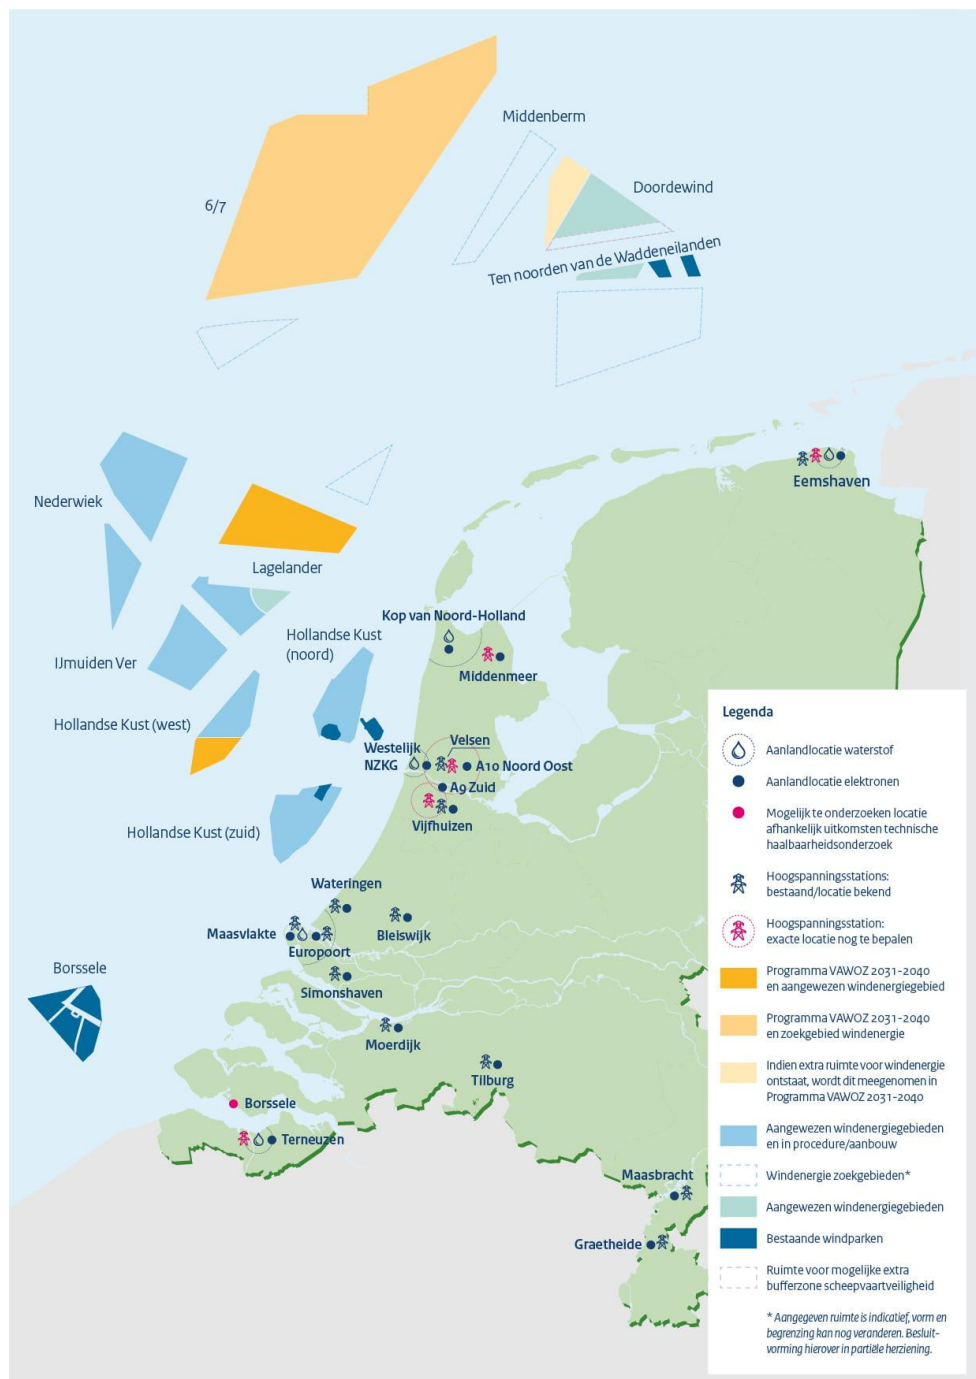 Middenberm
Doordewind
6/7
Ten noorden van de Waddeneilanden
Eemshaven
Nederwiek
Lagelander
Kop van Noord-Holland
Hollandse Kust
(noord)
IJmuiden Ver
Middenmeer
Hollandse Kust (west)
Velsen
Westelijk
NZKG
A10 Noord Oost
A9 Zuid
Vijfhuizen
Hollandse Kust (zuid)
Wateringen
Maasvlakte
Bleiswijk
Europoort
Borssele
Simonshaven
Moerdijk
Tilburg
Borssele
Terneuzen
Maasbracht
Graetheide
Legenda
Aanlandlocatie waterstof
Aanlandlocatie elektronen
Mogelijk te onderzoeken locatie
afhankelijk uitkomsten technische
haalbaarheidsonderzoek
Hoogspanningsstations:
bestaand/locatie bekend
Hoogspanningsstation:
exacte locatie nog te bepalen
Programma VAWOZ 2031-2040
en aangewezen windenergiegebied
Programma VAWOZ 2031-2040
en zoekgebied windenergie
Indien extra ruimte voor windenergie
ontstaat, wordt dit meegenomen in
Programma VAWOZ 2031-2040
Aangewezen windenergiegebieden
en in procedure/aanbouw
Windenergie zoekgebieden*
Aangewezen windenergiegebieden
Bestaande windparken
Ruimte voor mogelijke extra
bufferzone scheepvaartveiligheid
* Aangegeven ruimte is indicatief, vorm en
begrenzing kan nog veranderen. Besluit-
vorming hierover in partiële herziening.